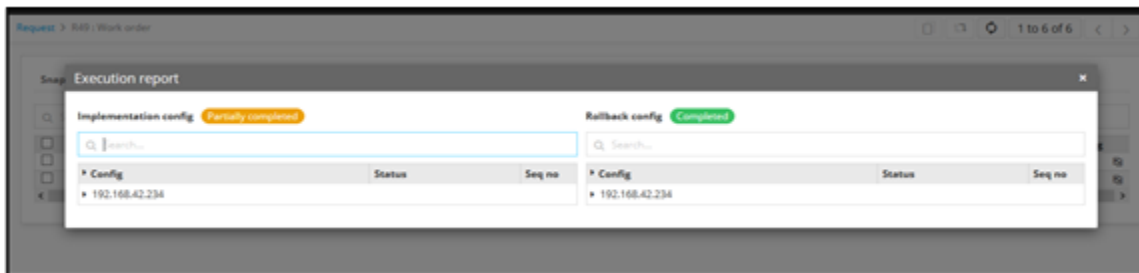 Request > R49 : Work order
1 to 6 of 6
Snap
Execution report
Implementation config Partially completed
Rollback config Completed
Search...
Search...
Config Status Seq no
Config Status Seq no
192.168.42.234
192.168.42.234